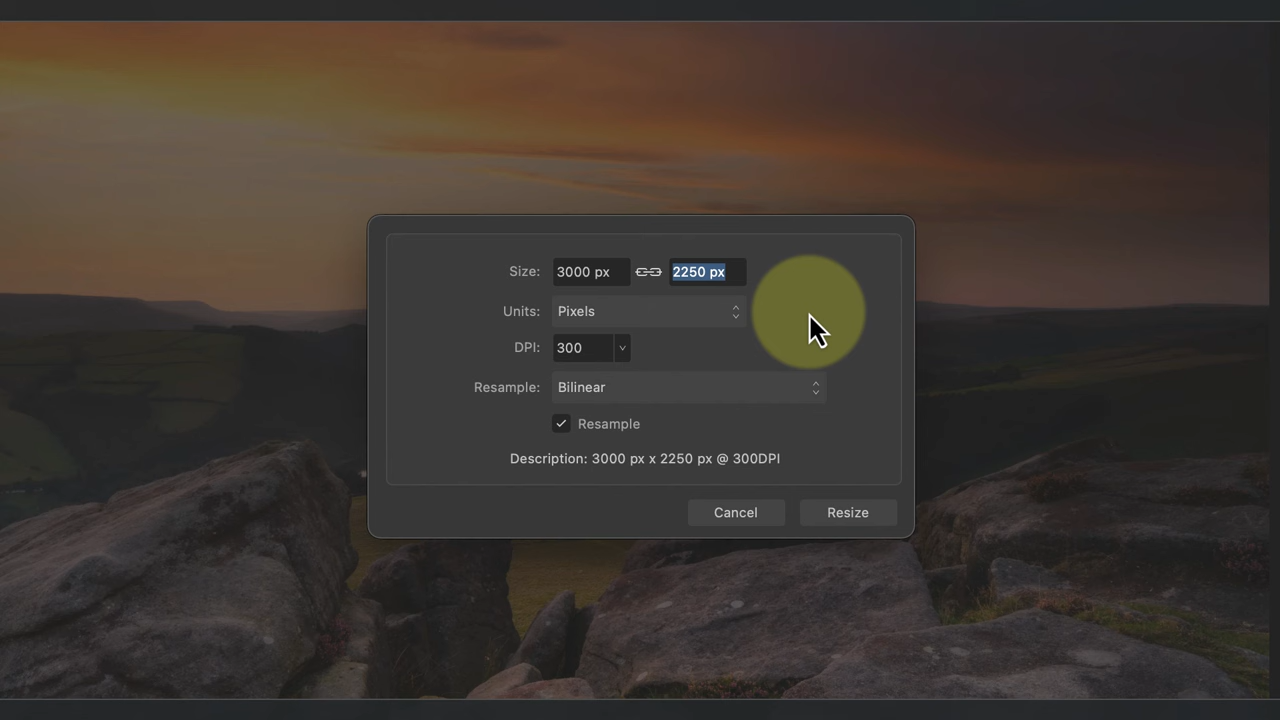 Size: 3000 px 2250 px
Units: Pixels
DPI: 300
Resample: Bilinear
Resample
Description: 3000 px x 2250 px @ 300DPI
Cancel Resize